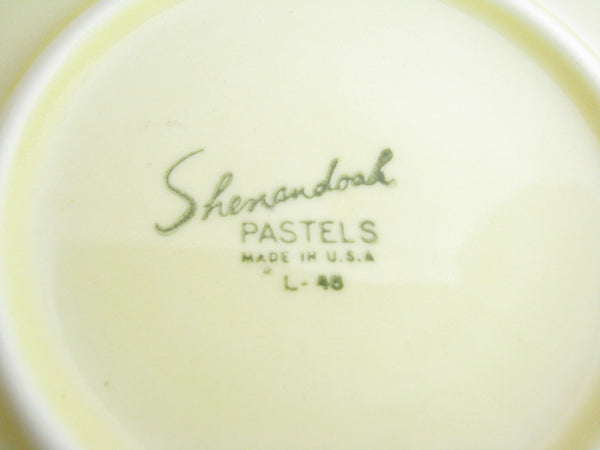 Shenandoah
PASTELS
MADE IN U.S.A
L-48